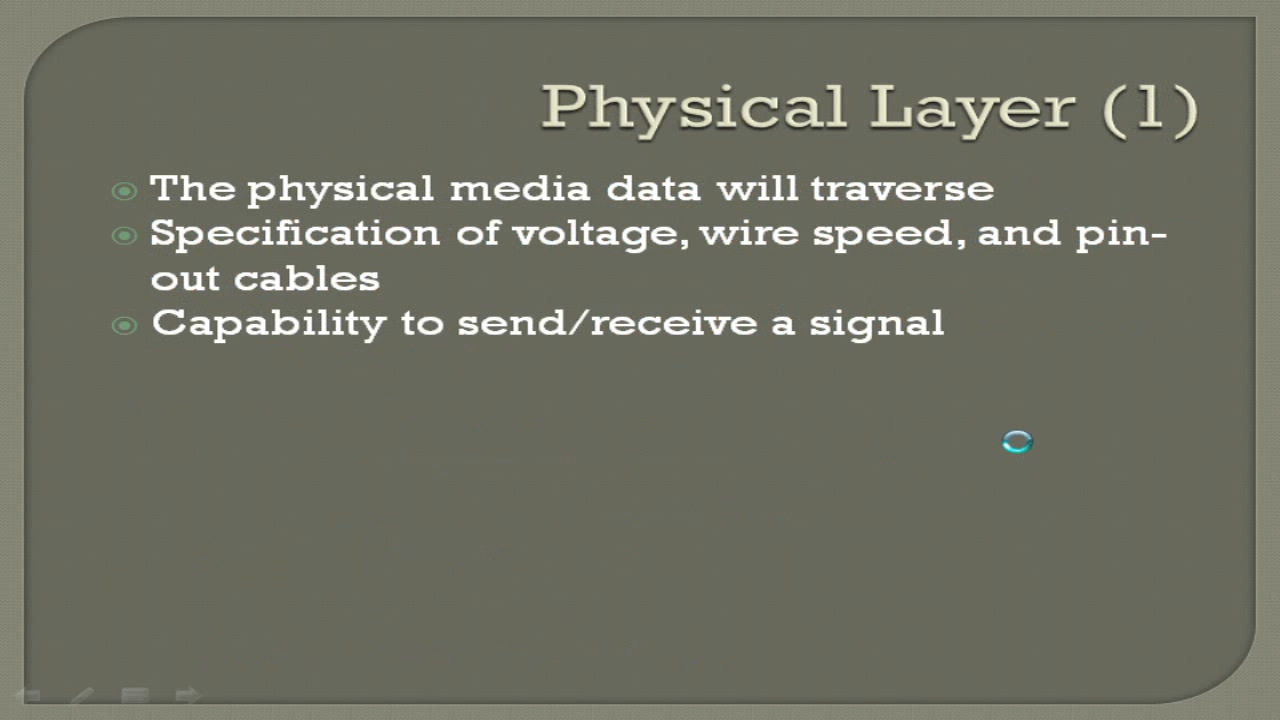 Physical Layer (1)
The physical media data will traverse
Specification of voltage, wire speed, and pin-
out cables
Capability to send/receive a signal